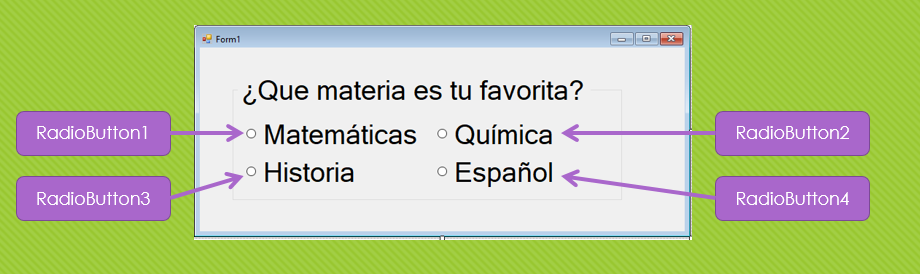 Form1
¿Que materia es tu favorita?
RadioButton1
Matemáticas
Química
RadioButton2
RadioButton3
Historia
Español
RadioButton4